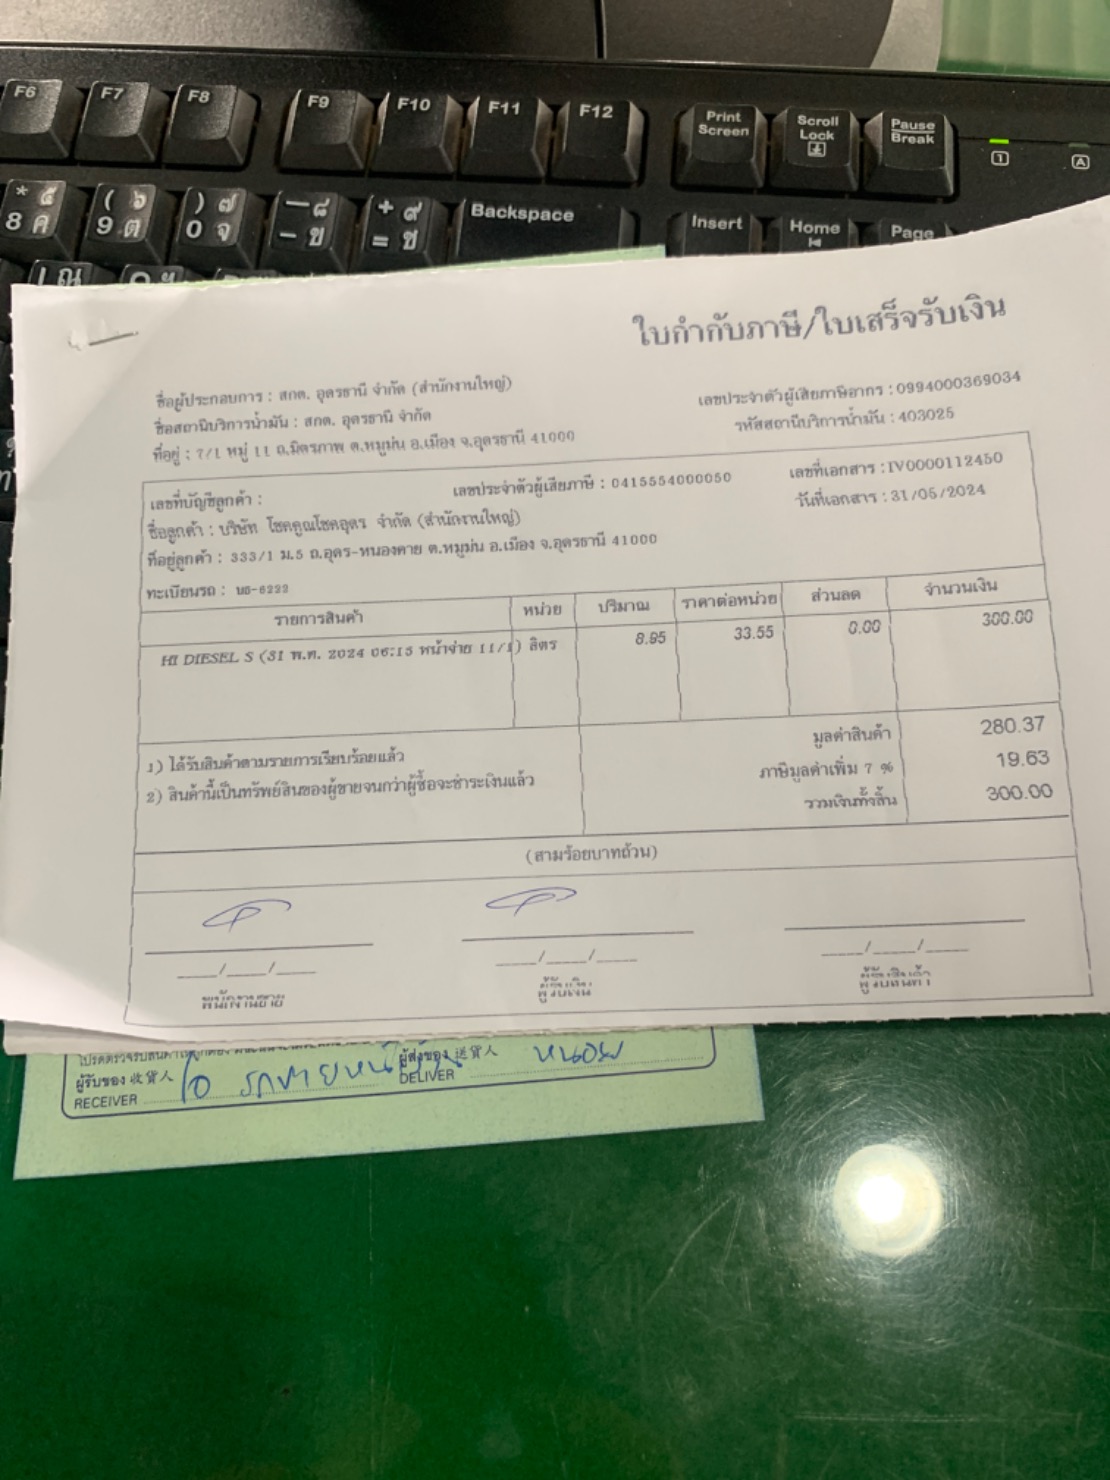 F6 F7 F8 F9 F10 F11 F12 Print Screen Scroll Lock Pause Break
* ๕ 8 ค ( ๖ 9 ต ) ๗ 0 จ — ๘ - ข + ๙ = ช Backspace Insert Home Page
1 A
ใบกำกับภาษี/ใบเสร็จรับเงิน
ชื่อผู้ประกอบการ : สกต. อุดรธานี จำกัด (สำนักงานใหญ่)
เลขประจำตัวผู้เสียภาษีอากร : 0994000369034
ชื่อสถานีบริการน้ำมัน : สกต. อุดรธานี จำกัด
รหัสสถานีบริการน้ำมัน : 403025
ที่อยู่ : 7/1 หมู่ 11 ถ.มิตรภาพ ต.หมูม่น อ.เมือง จ.อุดรธานี 41000
เลขที่บัญชีลูกค้า :
เลขประจำตัวผู้เสียภาษี : 0415554000050
เลขที่เอกสาร : IV0000112450
ชื่อลูกค้า : บริษัท โชคคูณโชคอุดร จำกัด (สำนักงานใหญ่)
วันที่เอกสาร : 31/05/2024
ที่อยู่ลูกค้า : 333/1 ม.5 ถ.อุดร-หนองคาย ต.หมูม่น อ.เมือง จ.อุดรธานี 41000
ทะเบียนรถ : บธ-6222
รายการสินค้า หน่วย ปริมาณ ราคาต่อหน่วย ส่วนลด จำนวนเงิน
HI DIESEL S (31 พ.ค. 2024 06:15 หน้าจ่าย 11/1) ลิตร 8.95 33.55 0.00 300.00
1) ได้รับสินค้าตามรายการเรียบร้อยแล้ว
2) สินค้านี้เป็นทรัพย์สินของผู้ขายจนกว่าผู้ซื้อจะชำระเงินแล้ว
มูลค่าสินค้า 280.37
ภาษีมูลค่าเพิ่ม 7 % 19.63
รวมเงินทั้งสิ้น 300.00
(สามร้อยบาทถ้วน)
___/___/___ ___/___/___ ___/___/___
พนักงานขาย ผู้รับเงิน ผู้รับสินค้า
ผู้รับของ 收貨人
RECEIVER
ผู้ส่งของ 送貨人
DELIVER